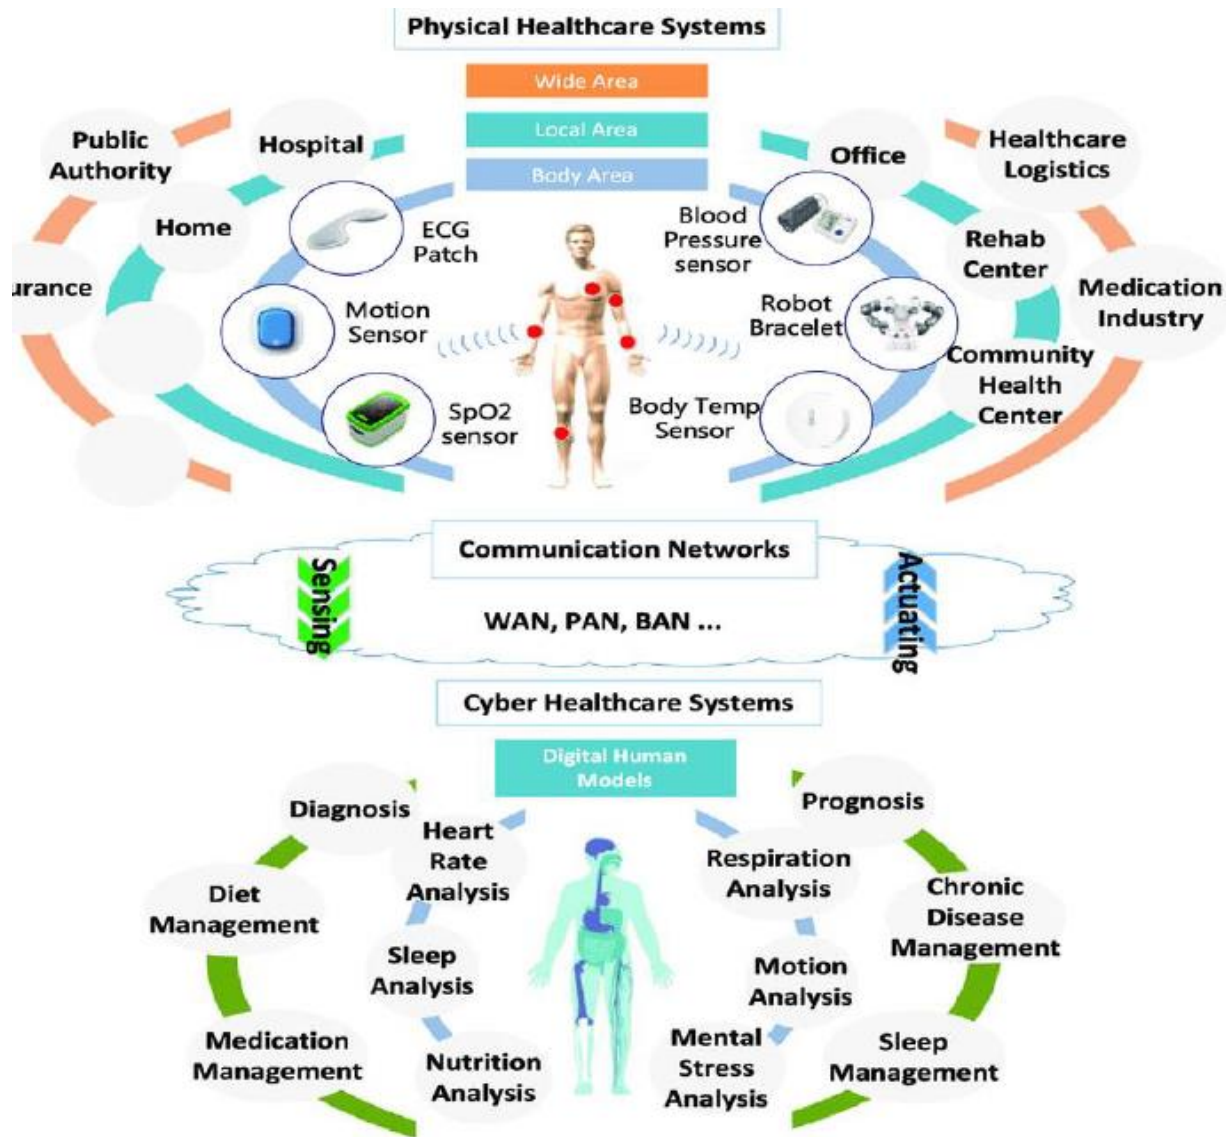 Physical Healthcare Systems
Wide Area
Local Area
Body Area
Public
Authority
Hospital
Home
urance
ECG
Patch
Motion
Sensor
SpO2
sensor
Blood
Pressure
sensor
Robot
Bracelet
Body Temp
Sensor
Office
Healthcare
Logistics
Rehab
Center
Medication
Industry
Community
Health
Center
Communication Networks
Sensing
WAN, PAN, BAN ...
Actuating
Cyber Healthcare Systems
Digital Human
Models
Diagnosis
Heart
Rate
Analysis
Diet
Management
Sleep
Analysis
Medication
Management
Nutrition
Analysis
Prognosis
Respiration
Analysis
Chronic
Disease
Management
Motion
Analysis
Mental
Stress
Analysis
Sleep
Management